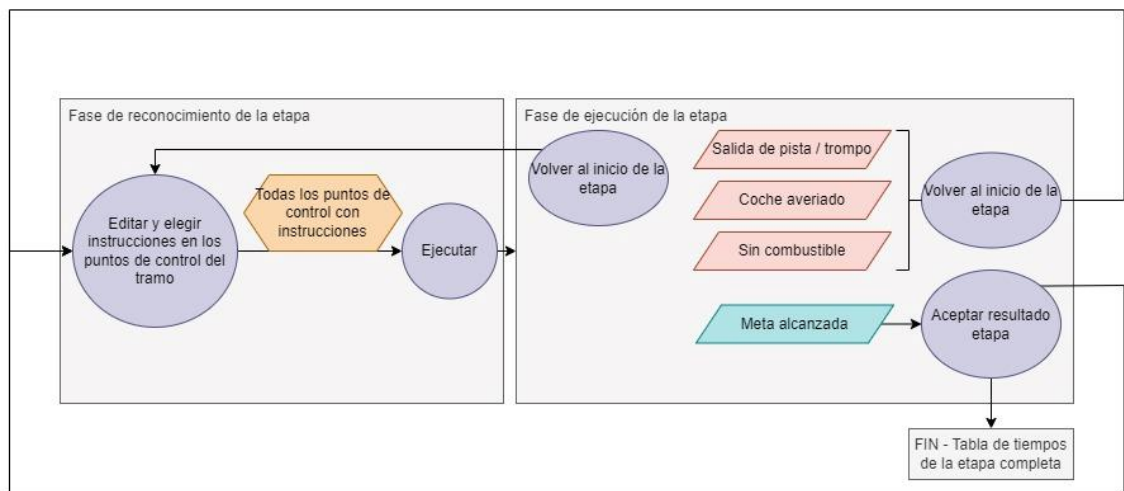 Fase de reconocimiento de la etapa
Editar y elegir
instrucciones en los
puntos de control del
tramo
Todas los puntos de
control con
instrucciones
Ejecutar
Fase de ejecución de la etapa
Volver al inicio de la
etapa
Salida de pista / trompo
Coche averiado
Sin combustible
Volver al inicio de la
etapa
Meta alcanzada
Aceptar resultado
etapa
FIN - Tabla de tiempos
de la etapa completa